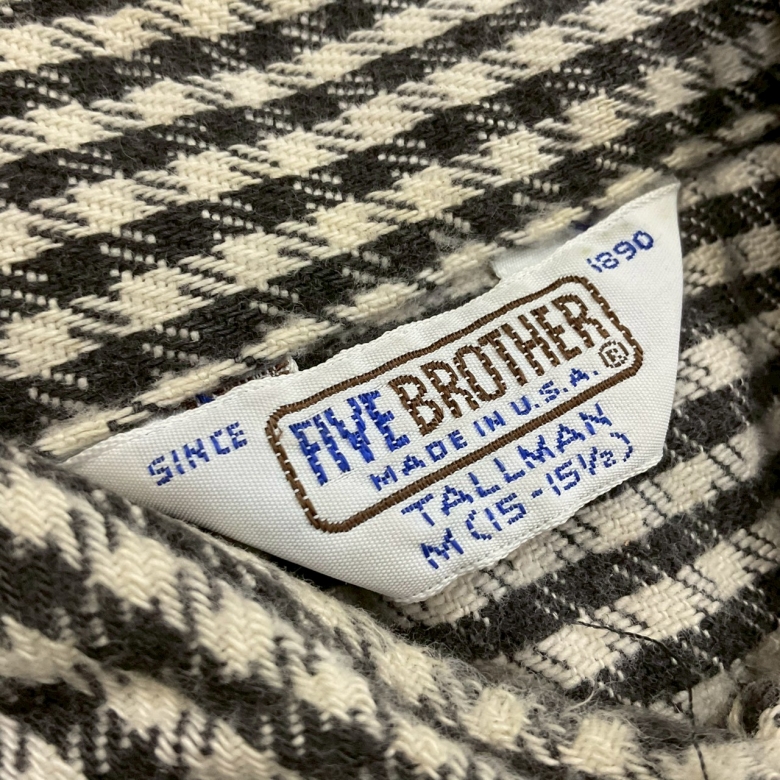 SINCE 1890
FIVE BROTHER ®
MADE IN U.S.A.
TALLMAN
M (15-15½)